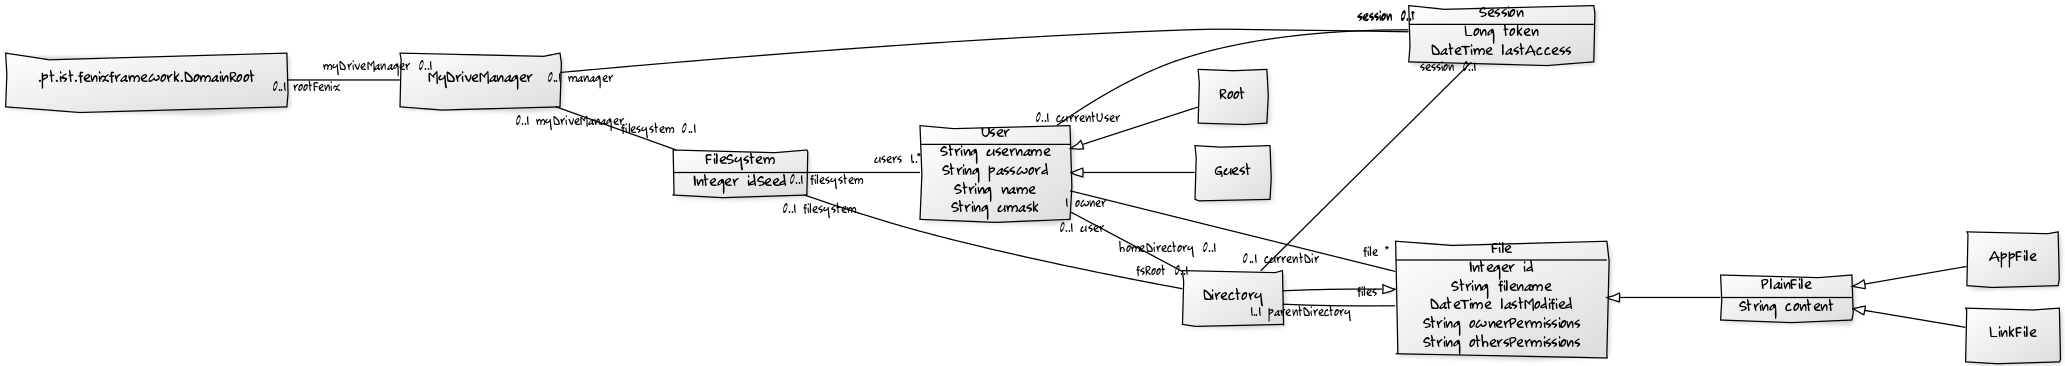 session 0..1
Session
Long token
DateTime lastAccess
session 0..1
.pt.ist.fenixframework.DomainRoot
0..1 rootFenix
myDriveManager 0..1
MyDriveManager
0..1 manager
0..1 myDriveManager
filesystem 0..1
FileSystem
Integer idSeed
0..1 filesystem
0..1 filesystem
users 1..*
0..1 currentUser
User
String username
String password
String name
String umask
Root
Guest
1 owner
0..1 user
homeDirectory 0..1
fsRoot 0..1
0..1 currentDir
Directory
file *
files
1..1 parentDirectory
File
Integer id
String filename
DateTime lastModified
String ownerPermissions
String othersPermissions
PlainFile
String content
AppFile
LinkFile